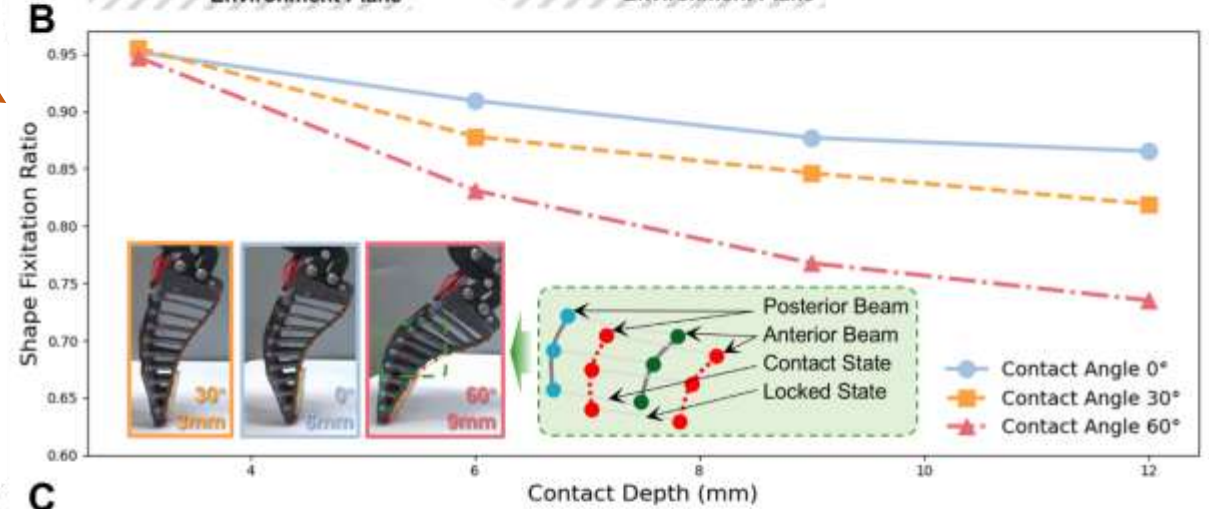 B
Shape Fixitation Ratio
0.95
0.90
0.85
0.80
0.75
0.70
0.65
0.60
30°
3mm
0°
6mm
60°
9mm
Posterior Beam
Anterior Beam
Contact State
Locked State
Contact Angle 0°
Contact Angle 30°
Contact Angle 60°
4
6
8
10
12
Contact Depth (mm)
C